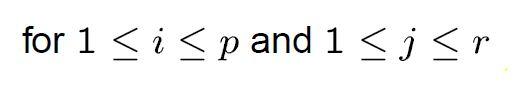 for 1 ≤ i ≤ p and 1 ≤ j ≤ r